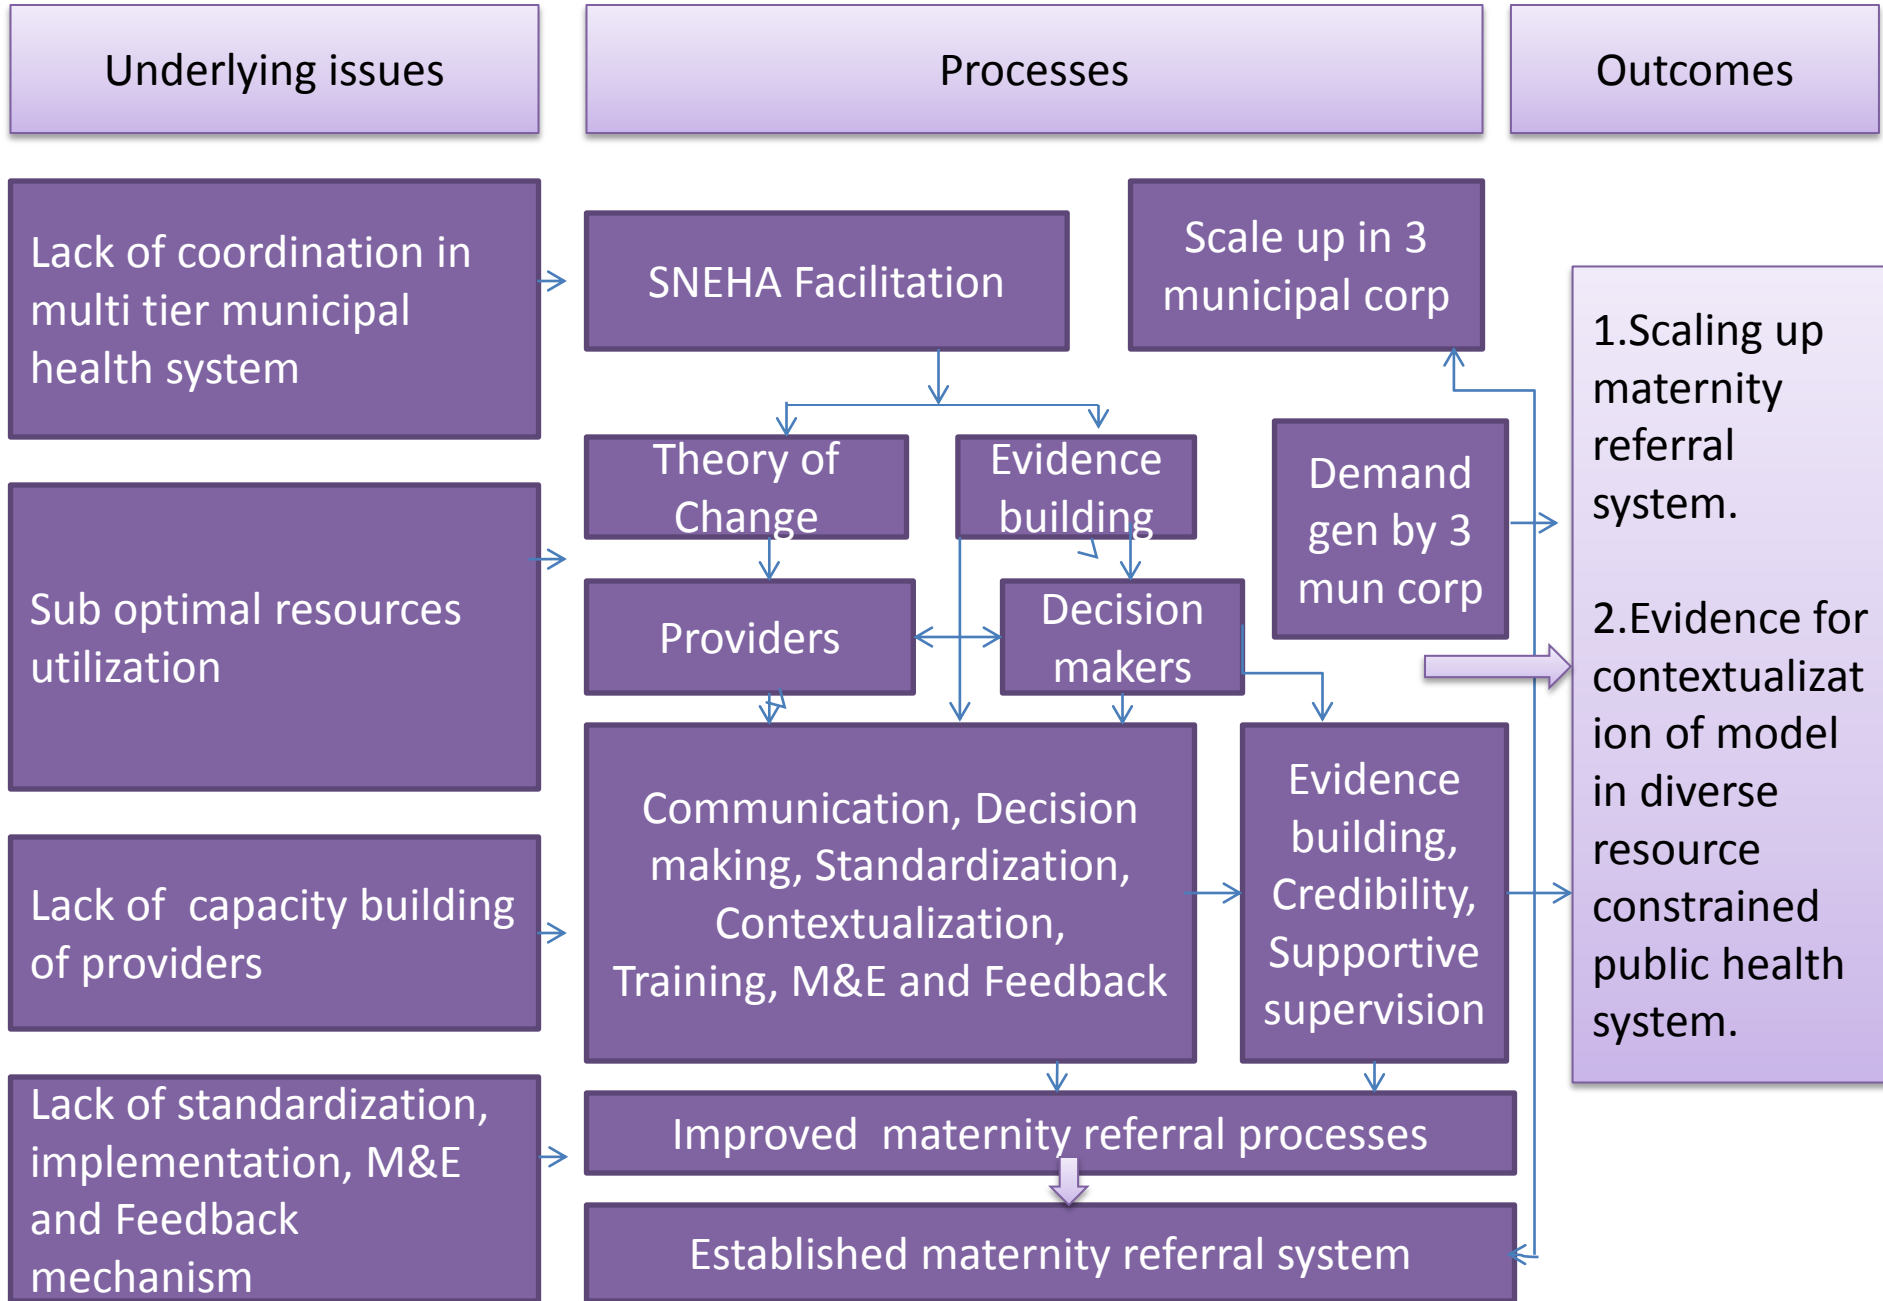 Underlying issues
Processes
Outcomes
Lack of coordination in
multi tier municipal
health system
Sub optimal resources
utilization
Lack of  capacity building
of providers
Lack of standardization,
implementation, M&E
and Feedback
mechanism
SNEHA Facilitation
Scale up in 3
municipal corp
Theory of
Change
Evidence
building
Demand
gen by 3
mun corp
Providers
Decision
makers
Communication, Decision
making, Standardization,
Contextualization,
Training, M&E and Feedback
Evidence
building,
Credibility,
Supportive
supervision
Improved  maternity referral processes
Established maternity referral system
1.Scaling up
maternity
referral
system.
2.Evidence for
contextualizat
ion of model
in diverse
resource
constrained
public health
system.